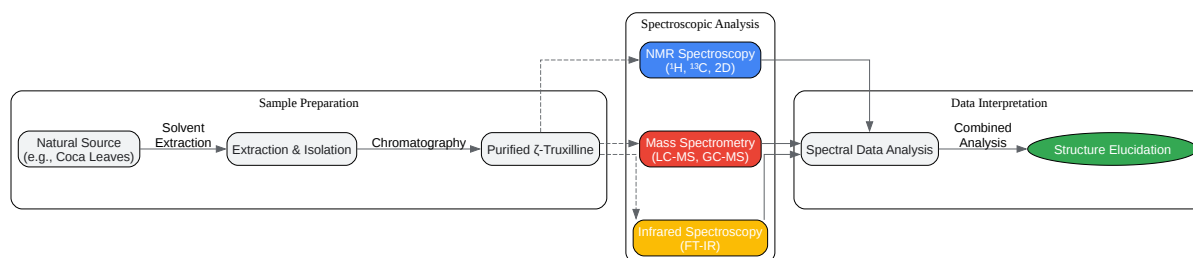 Spectroscopic Analysis
NMR Spectroscopy
(¹H, ¹³C, 2D)
Sample Preparation
Data Interpretation
Natural Source
(e.g., Coca Leaves)
Solvent
Extraction
Extraction & Isolation
Chromatography
Purified ζ-Truxilline
Mass Spectrometry
(LC-MS, GC-MS)
Spectral Data Analysis
Combined
Analysis
Structure Elucidation
Infrared Spectroscopy
(FT-IR)